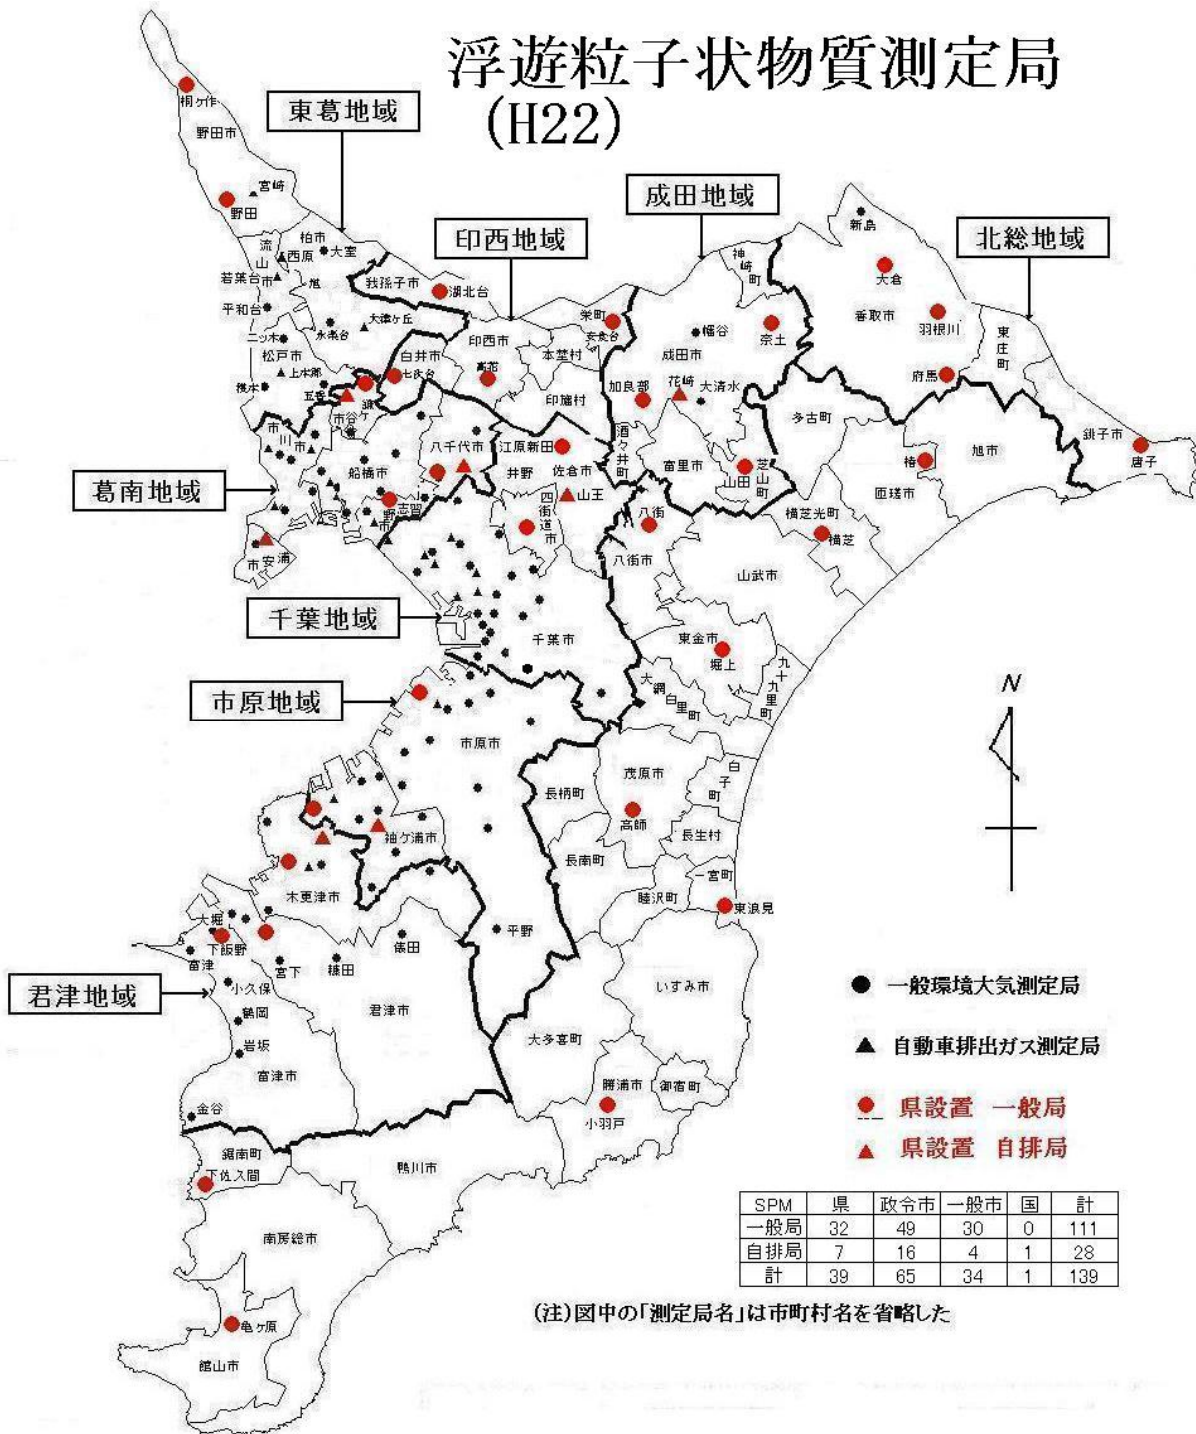 浮遊粒子状物質測定局
(H22)
東葛地域
成田地域
印西地域
北総地域
葛南地域
千葉地域
市原地域
君津地域
桐ヶ作
野田市
宮崎
野田
柏市
大室
西原
流山市
若葉台
平和台
二ツ木
松戸市
上本郷
五香
永楽台
大津ヶ丘
我孫子市
湖北台
白井市
七次台
印西市
高花
本埜村
印旛村
栄町
安食台
神崎町
幡谷
奈土
成田市
加良部
花崎
大清水
新島
大倉
香取市
羽根川
府馬
東庄町
銚子市
唐子
多古町
旭市
椿
匝瑳市
酒々井町
富里市
山田
芝山町
横芝光町
横芝
市川市
船橋市
八千代市
江原新田
井野
佐倉市
山王
四街道市
八街
八街市
山武市
浦安市
千葉市
東金市
堀上
九十九里町
大網白里町
市原市
茂原市
高師
白子町
長柄町
長生村
長南町
一宮町
睦沢町
東浪見
袖ケ浦市
木更津市
平野
大堀
下飯野
富津
宮下
糠田
俵田
小久保
君津市
鶴岡
岩坂
富津市
金谷
いすみ市
大多喜町
勝浦市
御宿町
小羽戸
鋸南町
下佐久間
鴨川市
南房総市
亀ヶ原
館山市
N
一般環境大気測定局
自動車排出ガス測定局
県設置 一般局
県設置 自排局
SPM 県 政令市 一般市 国 計
一般局 32 49 30 0 111
自排局 7 16 4 1 28
計 39 65 34 1 139
(注)図中の「測定局名」は市町村名を省略した